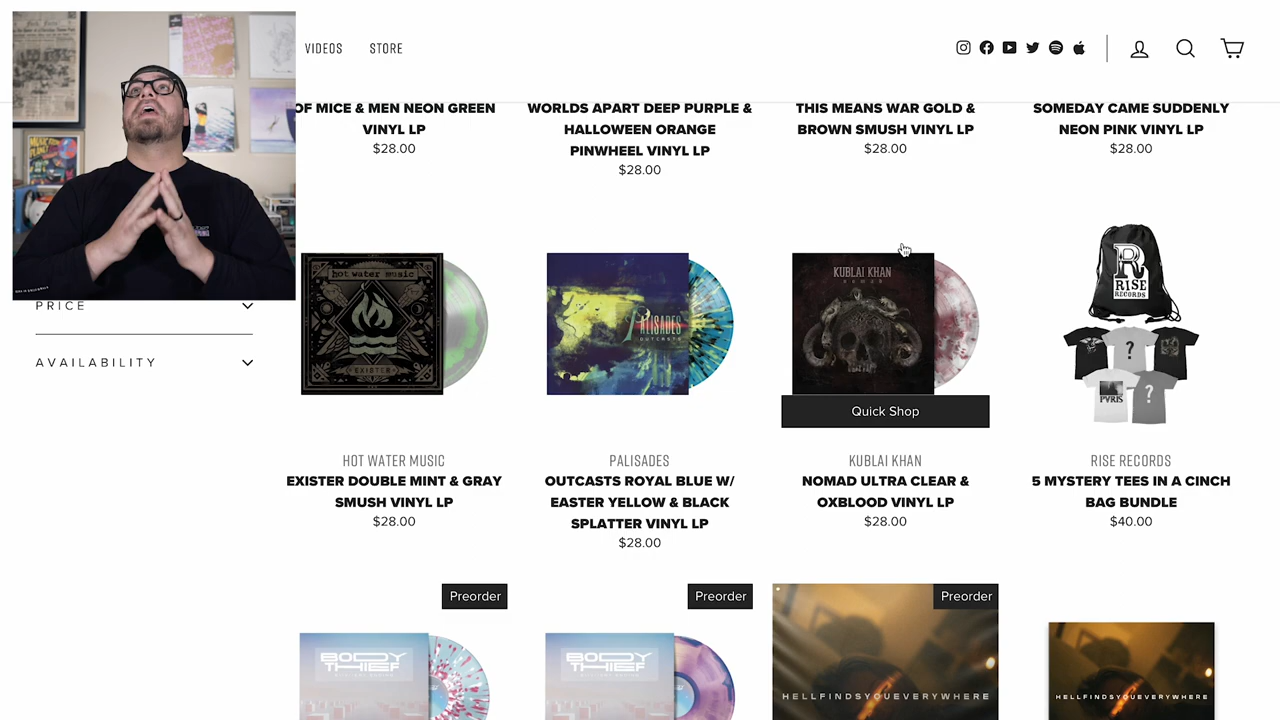 VIDEOS
STORE
OF MICE & MEN NEON GREEN
VINYL LP
$28.00
WORLDS APART DEEP PURPLE &
HALLOWEEN ORANGE
PINWHEEL VINYL LP
$28.00
THIS MEANS WAR GOLD &
BROWN SMUSH VINYL LP
$28.00
SOMEDAY CAME SUDDENLY
NEON PINK VINYL LP
$28.00
PRICE
AVAILABILITY
hot water music
EXISTER
PALISADES
OUTCASTS
KUBLAI KHAN
NOMAD
Quick Shop
R
RISE
RECORDS
?
PVRIS
?
HOT WATER MUSIC
EXISTER DOUBLE MINT & GRAY
SMUSH VINYL LP
$28.00
PALISADES
OUTCASTS ROYAL BLUE W/
EASTER YELLOW & BLACK
SPLATTER VINYL LP
$28.00
KUBLAI KHAN
NOMAD ULTRA CLEAR &
OXBLOOD VINYL LP
$28.00
RISE RECORDS
5 MYSTERY TEES IN A CINCH
BAG BUNDLE
$40.00
Preorder
BODY
THIEF
Preorder
BODY
THIEF
Preorder
HELLFINDSYOUEVERYWHERE
HELLFINDSYOUEVERYWHERE